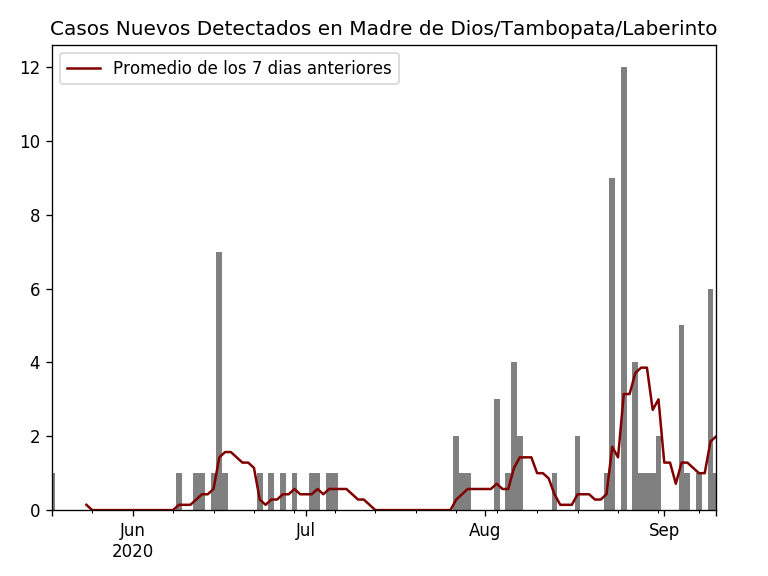 Casos Nuevos Detectados en Madre de Dios/Tambopata/Laberinto
Promedio de los 7 dias anteriores
12
10
8
6
4
2
0
Jun Jul Aug Sep
2020